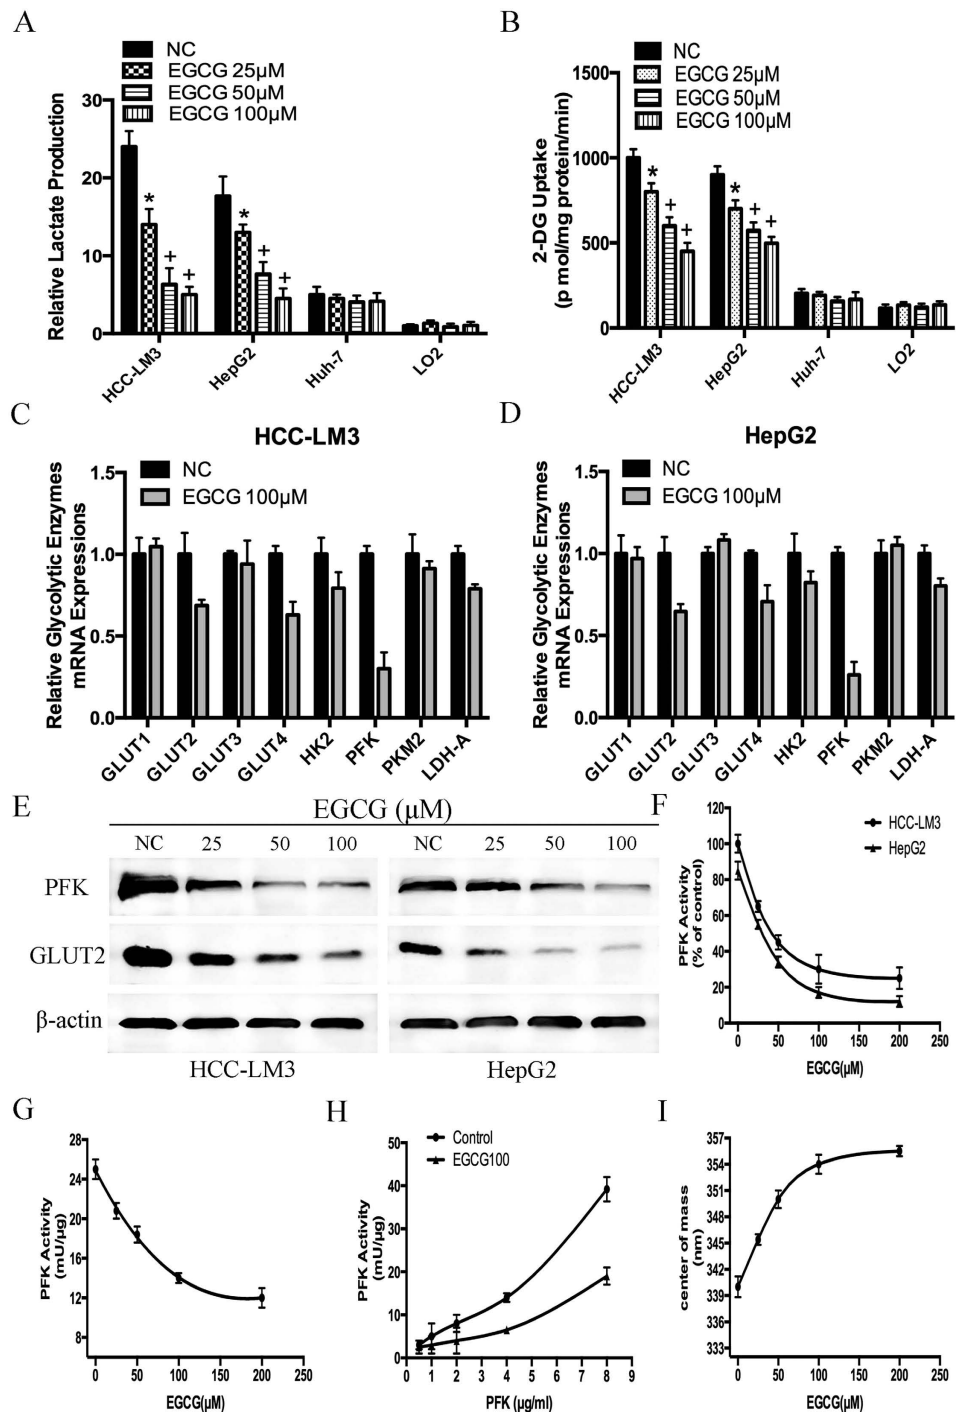 A
NC
EGCG 25μM
EGCG 50μM
EGCG 100μM
Relative Lactate Production
30
20
10
0
*
+
+
*
+
+
HCC-LM3
HepG2
Huh-7
LO2
B
NC
EGCG 25μM
EGCG 50μM
EGCG 100μM
2-DG Uptake
(p mol/mg protein/min)
1500
1000
500
0
*
+
+
*
+
+
HCC-LM3
HepG2
Huh-7
LO2
C
HCC-LM3
NC
EGCG 100μM
Relative Glycolytic Enzymes
mRNA Expressions
1.5
1.0
0.5
0.0
GLUT1
GLUT2
GLUT3
GLUT4
HK2
PFK
PKM2
LDH-A
D
HepG2
NC
EGCG 100μM
Relative Glycolytic Enzymes
mRNA Expressions
1.5
1.0
0.5
0.0
GLUT1
GLUT2
GLUT3
GLUT4
HK2
PFK
PKM2
LDH-A
E
EGCG (μM)
NC 25 50 100 NC 25 50 100
PFK
GLUT2
β-actin
HCC-LM3 HepG2
F
HCC-LM3
HepG2
PFK Activity
(% of control)
120
100
80
60
40
20
0
0 50 100 150 200 250
EGCG(μM)
G
PFK Activity
(mU/μg)
28
24
20
16
12
8
0 50 100 150 200 250
EGCG(μM)
H
Control
EGCG100
PFK Activity
(mU/μg)
50
40
30
20
10
0
0 1 2 3 4 5 6 7 8 9
PFK (μg/ml)
I
center of mass
(nm)
357
354
351
348
345
342
339
336
333
0 50 100 150 200 250
EGCG(μM)